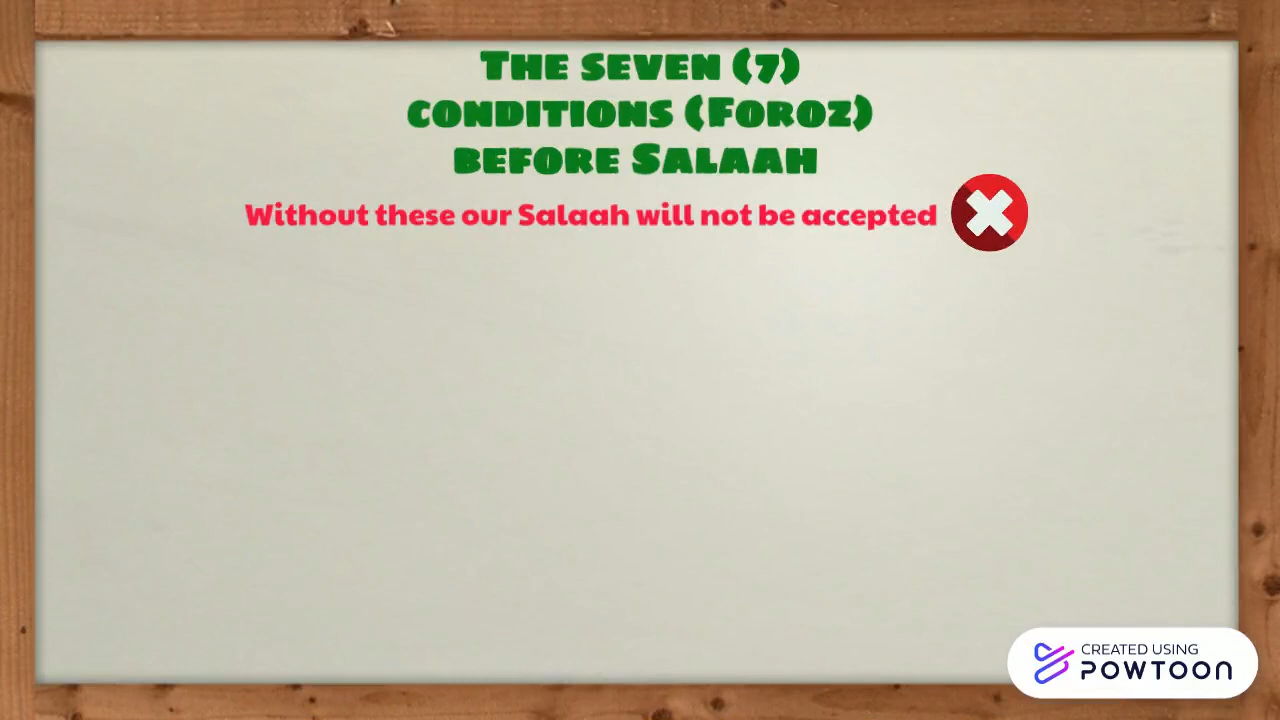 The seven (7)
conditions (Foroz)
before Salaah
Without these our Salaah will not be accepted
CREATED USING
POWTOON